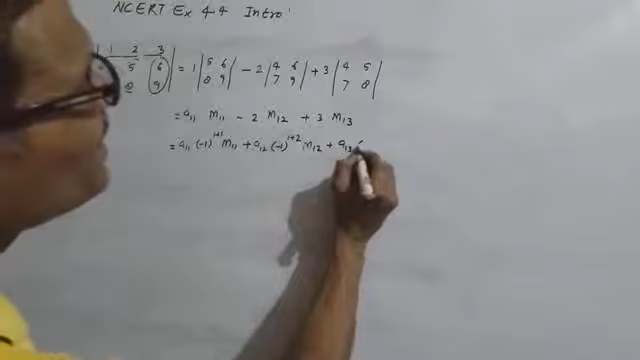 NCERT Ex 4.4 Intro
| 1 2 3 | = 1 | 5 6 | - 2 | 4 6 | + 3 | 4 5 |
5 6 | 8 9 | | 7 9 | | 7 8 |
8 9
= a11 M11 - 2 M12 + 3 M13
= a11 (-1)^1+1 M11 + a12 (-1)^1+2 M12 + a13 (